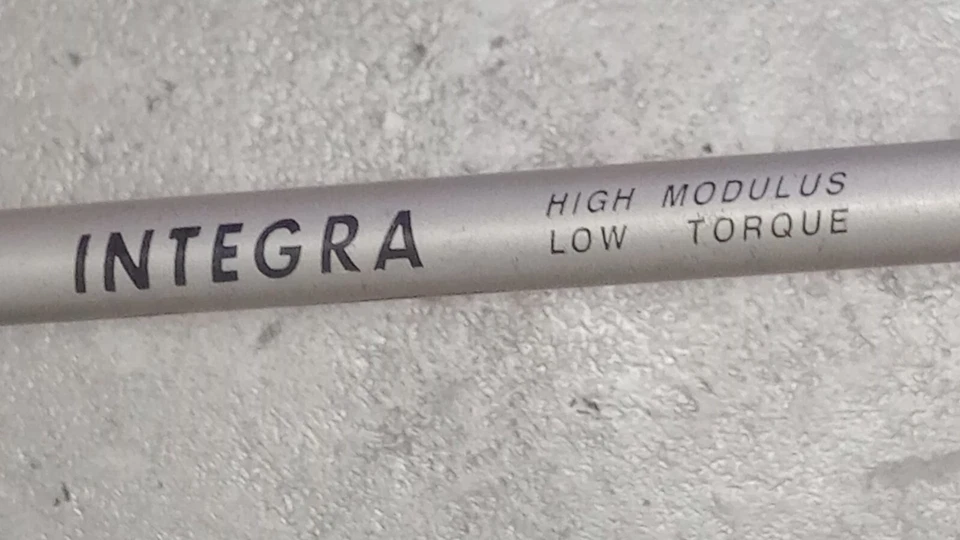 INTEGRA
HIGH MODULUS
LOW TORQUE